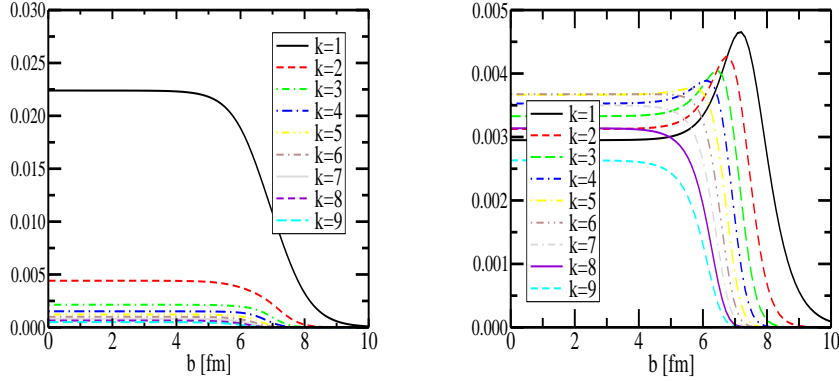 0.030
0.025
0.020
0.015
0.010
0.005
0.000
k=1
k=2
k=3
k=4
k=5
k=6
k=7
k=8
k=9
0 2 4 6 8 10
b [fm]
0.005
0.004
0.003
0.002
0.001
0.000
k=1
k=2
k=3
k=4
k=5
k=6
k=7
k=8
k=9
0 2 4 6 8 10
b [fm]